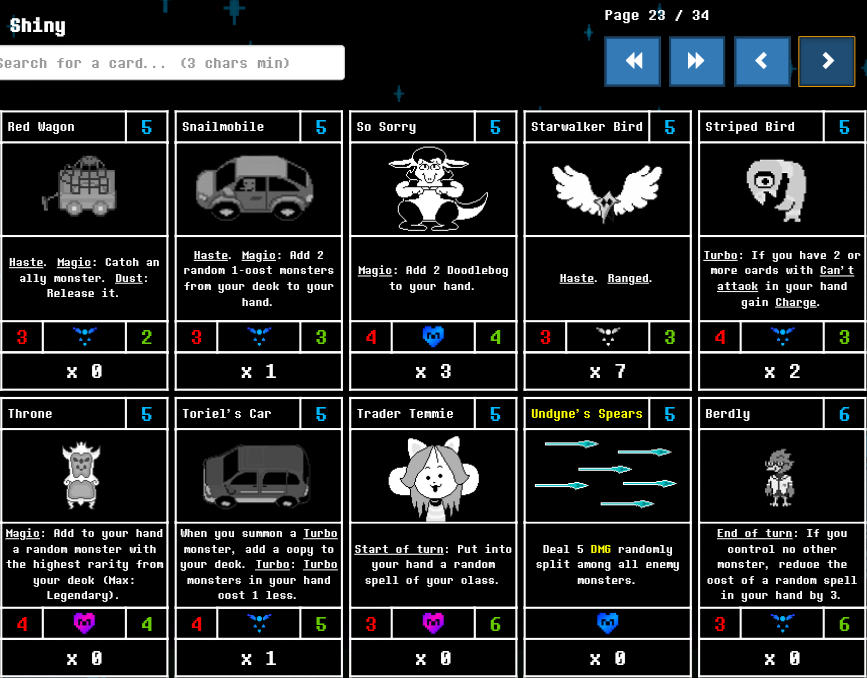 Shiny
Page 23 / 34
Search for a card... (3 chars min)
Red Wagon 5
Haste. Magic: Catch an
ally monster. Dust:
Release it.
3 2
x 0
Snailmobile 5
Haste. Magic: Add 2
random 1-cost monsters
from your deck to your
hand.
3 3
x 1
So Sorry 5
Magic: Add 2 Doodlebog
to your hand.
4 4
x 3
Starwalker Bird 5
Haste. Ranged.
3 3
x 7
Striped Bird 5
Turbo: If you have 2 or
more cards with Can't
attack in your hand
gain Charge.
4 3
x 2
Throne 5
Magic: Add to your hand
a random monster with
the highest rarity from
your deck (Max:
Legendary).
4 4
x 0
Toriel's Car 5
When you summon a Turbo
monster, add a copy to
your deck. Turbo: Turbo
monsters in your hand
cost 1 less.
4 5
x 1
Trader Temmie 5
Start of turn: Put into
your hand a random
spell of your class.
3 6
x 0
Undyne's Spears 5
Deal 5 DMG randomly
split among all enemy
monsters.
x 0
Berdly 6
End of turn: If you
control no other
monster, reduce the
cost of a random spell
in your hand by 3.
3 6
x 0